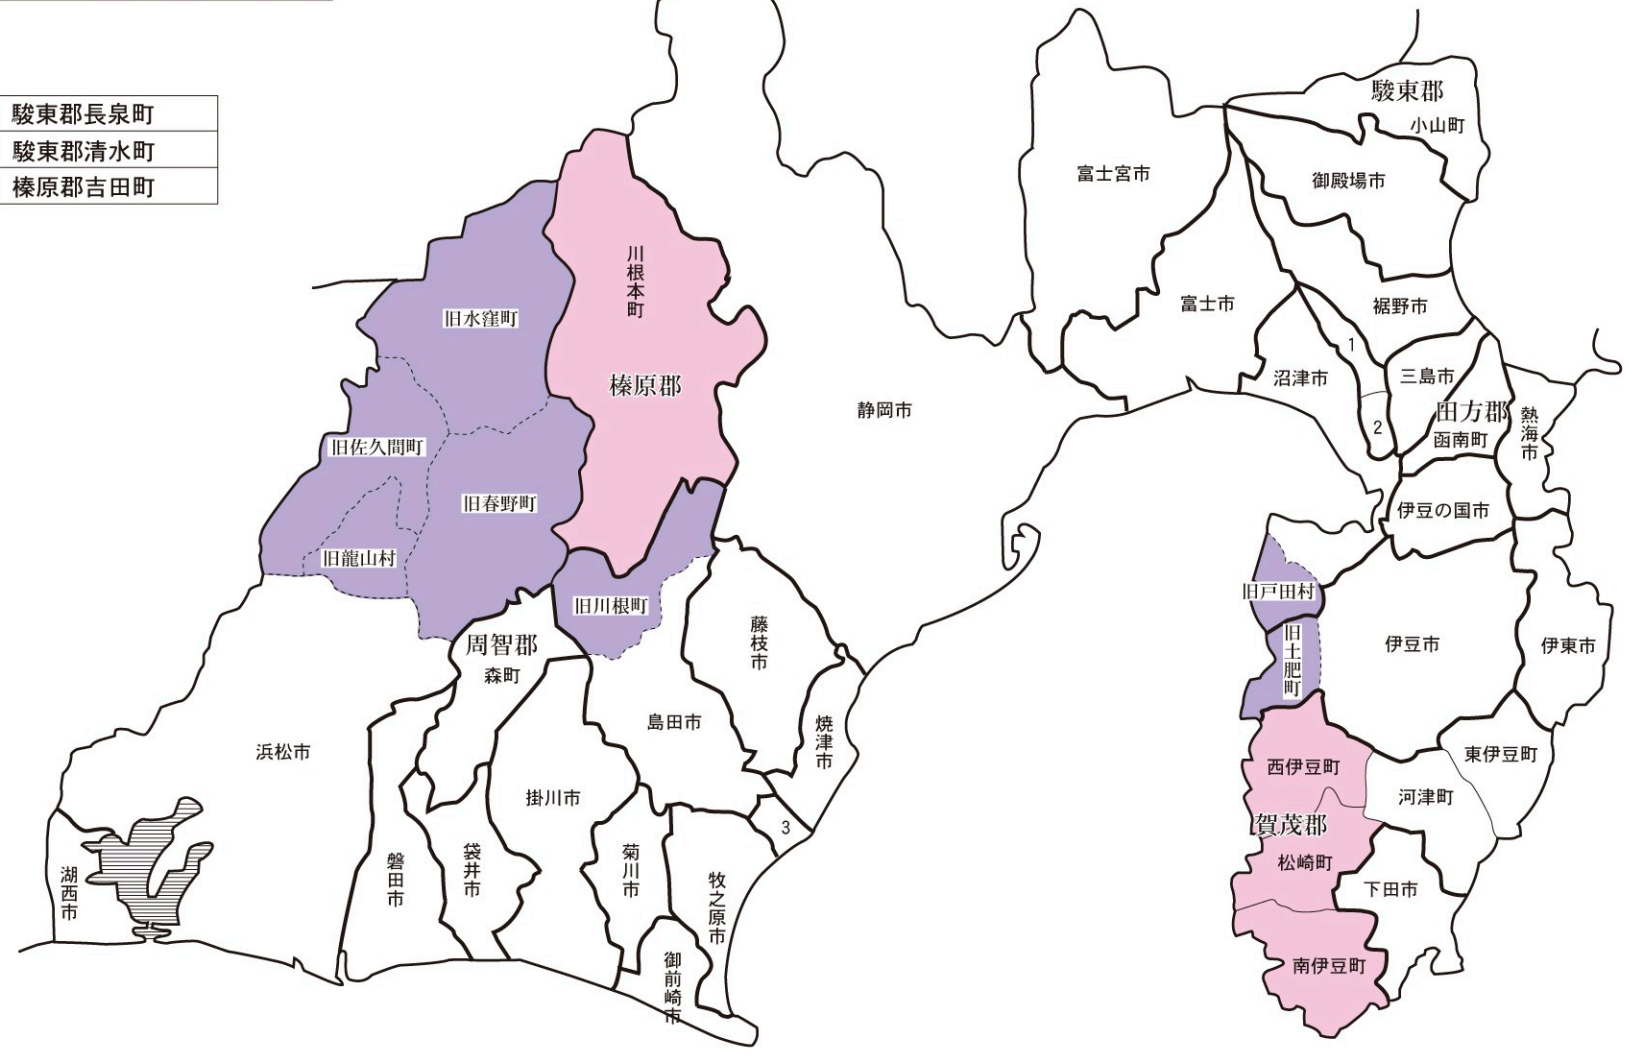 駿東郡長泉町
駿東郡清水町
榛原郡吉田町
駿東郡
小山町
御殿場市
富士宮市
富士市
裾野市
1
2
沼津市
三島市
田方郡
函南町
熱海市
伊豆の国市
川根本町
榛原郡
静岡市
旧水窪町
旧佐久間町
旧春野町
旧龍山村
旧川根町
周智郡
森町
藤枝市
島田市
焼津市
浜松市
掛川市
3
湖西市
磐田市
袋井市
菊川市
牧之原市
御前崎市
旧戸田村
旧土肥町
伊豆市
伊東市
東伊豆町
西伊豆町
河津町
賀茂郡
松崎町
下田市
南伊豆町